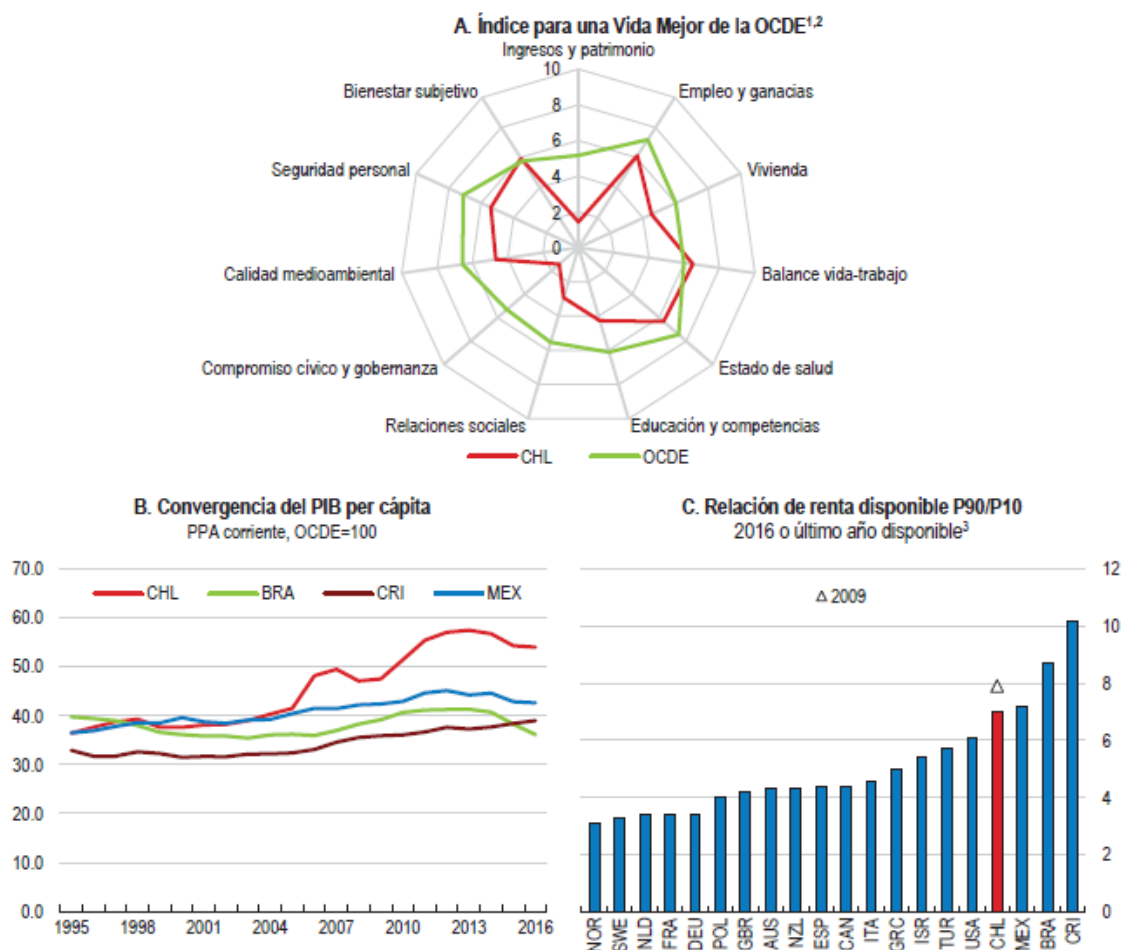 A. Índice para una Vida Mejor de la OCDE1,2
Ingresos y patrimonio
10
8
6
4
2
0
Empleo y ganacias
Vivienda
Balance vida-trabajo
Estado de salud
Educación y competencias
Relaciones sociales
Compromiso cívico y gobernanza
Calidad medioambiental
Seguridad personal
Bienestar subjetivo
CHL OCDE
B. Convergencia del PIB per cápita
PPA corriente, OCDE=100
CHL BRA CRI MEX
70.0
60.0
50.0
40.0
30.0
20.0
10.0
0.0
1995 1998 2001 2004 2007 2010 2013 2016
C. Relación de renta disponible P90/P10
2016 o último año disponible3
Δ 2009
12
10
8
6
4
2
0
NOR SWE NLD FRA DEU POL GBR AUS NZL ESP CAN ITA GRC ISR TUR USA CHL MEX BRA CRI